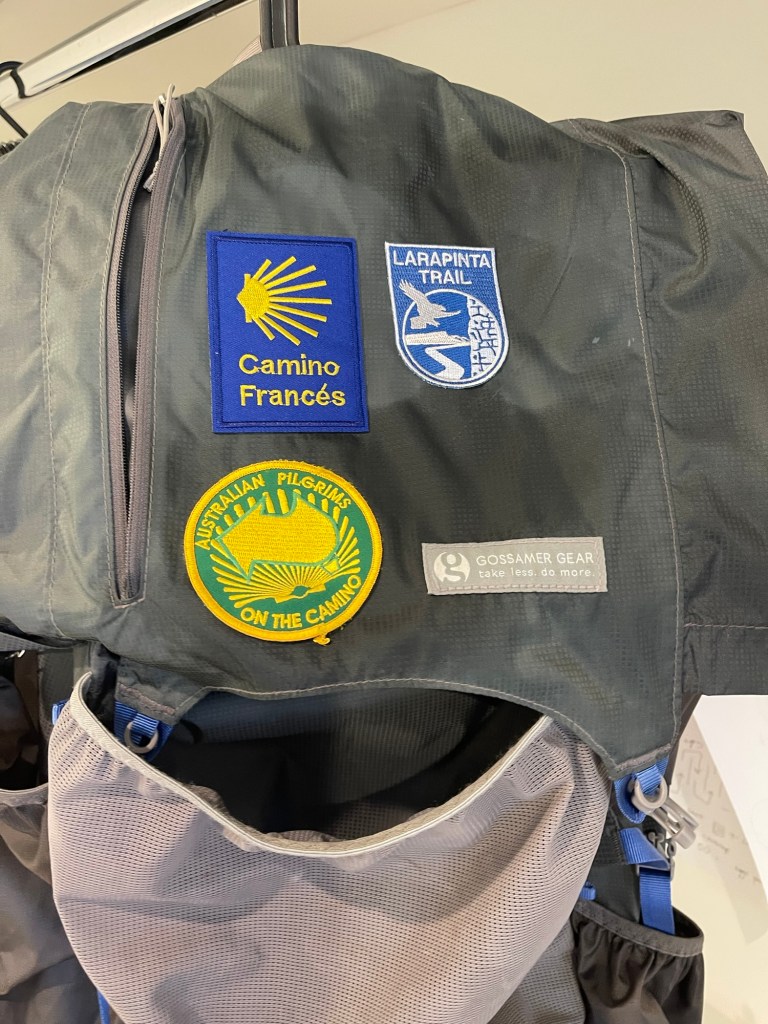 LARAPINTA
TRAIL
Camino
Francés
AUSTRALIAN PILGRIMS
ON THE CAMINO
GOSSAMER GEAR
take less. do more.